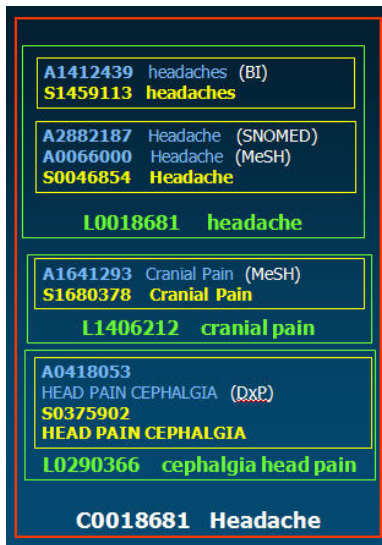 A1412439 headaches (BI)
S1459113 headaches
A2882187 Headache (SNOMED)
A0066000 Headache (MeSH)
S0046854 Headache
L0018681 headache
A1641293 Cranial Pain (MeSH)
S1680378 Cranial Pain
L1406212 cranial pain
A0418053
HEAD PAIN CEPHALGIA (DxP)
S0375902
HEAD PAIN CEPHALGIA
L0290366 cephalgia head pain
C0018681 Headache